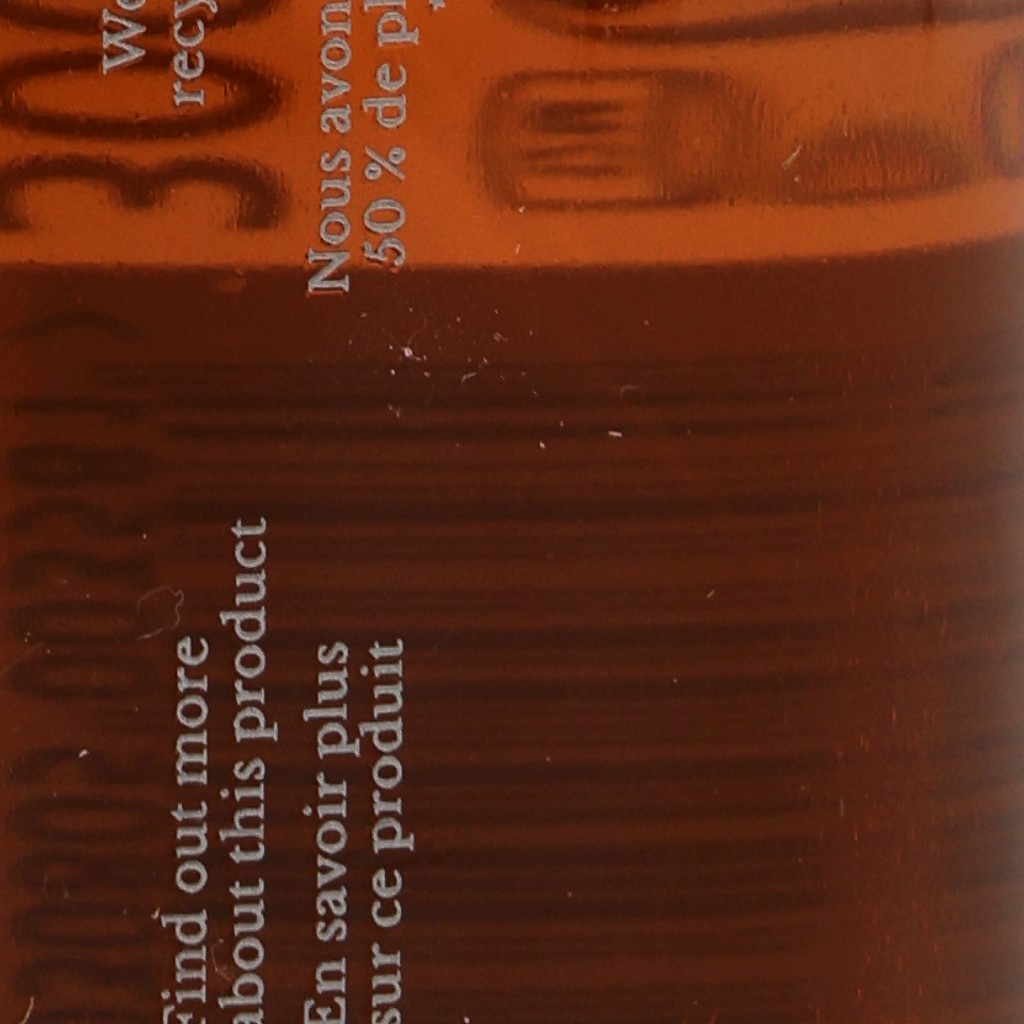 We
recy
Nous avon
50 % de pl
Find out more
about this product
En savoir plus
sur ce produit
300